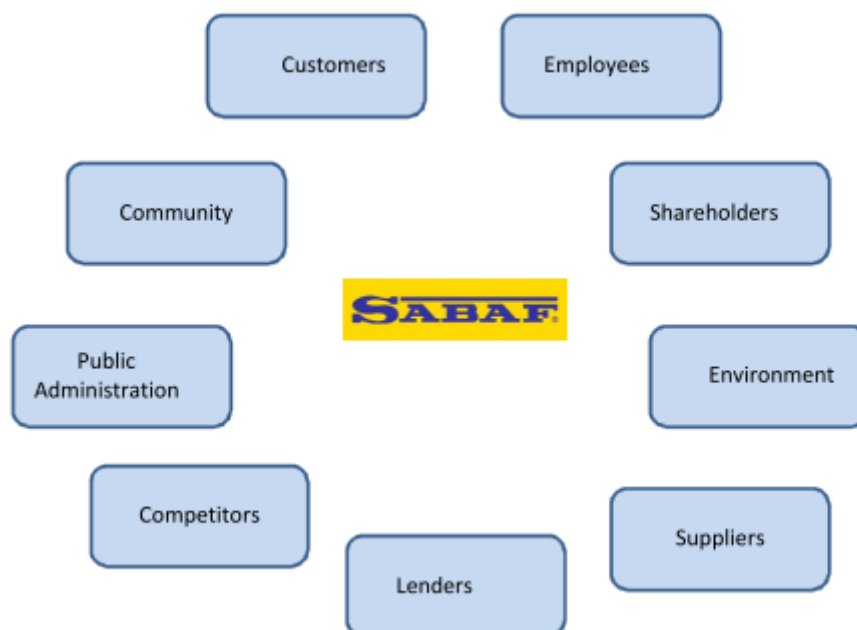 Customers
Employees
Community
Shareholders
SABAF®
Public
Administration
Environment
Competitors
Suppliers
Lenders